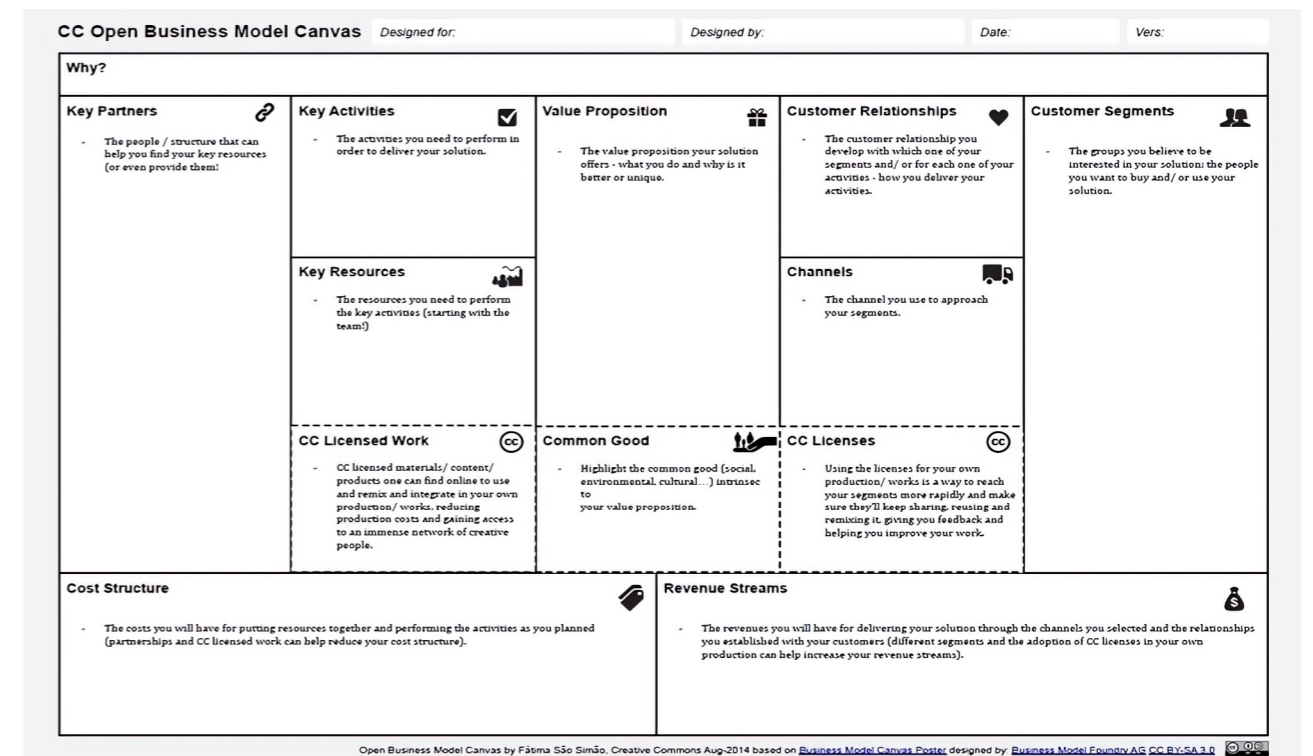 CC Open Business Model Canvas
Designed for:
Designed by:
Date:
Vers:
Why?
Key Partners
- The people / structure that can
help you find your key resources
(or even provide them!
Key Activities
- The activities you need to perform in
order to deliver your solution.
Key Resources
- The resources you need to perform
the key activities (starting with the
team!)
CC Licensed Work
cc
- CC licensed materials/ content/
products one can find online to use
and remix and integrate in your own
production/ works, reducing
production costs and gaining access
to an immense network of creative
people.
Value Proposition
- The value proposition your solution
offers - what you do and why is it
better or unique.
Common Good
- Highlight the common good (social,
environmental, cultural...) intrinsec
to
your value proposition.
Customer Relationships
- The customer relationship you
develop with which one of your
segments and/ or for each one of your
activities - how you deliver your
activities.
Channels
- The channel you use to approach
your segments.
CC Licenses
cc
- Using the licenses for your own
production/ works is a way to reach
your segments more rapidly and make
sure they'll keep sharing, reusing and
remixing it, giving you feedback and
helping you improve your work.
Customer Segments
- The groups you believe to be
interested in your solution; the people
you want to buy and/ or use your
solution.
Cost Structure
- The costs you will have for putting resources together and performing the activities as you planned
(partnerships and CC licensed work can help reduce your cost structure).
Revenue Streams
$
- The revenues you will have for delivering your solution through the channels you selected and the relationships
you established with your customers (different segments and the adoption of CC licenses in your own
production can help increase your revenue streams).
Open Business Model Canvas by Fátima São Simão, Creative Commons Aug-2014 based on Business Model Canvas Poster designed by Business Model Foundry AG CC BY-SA 3.0